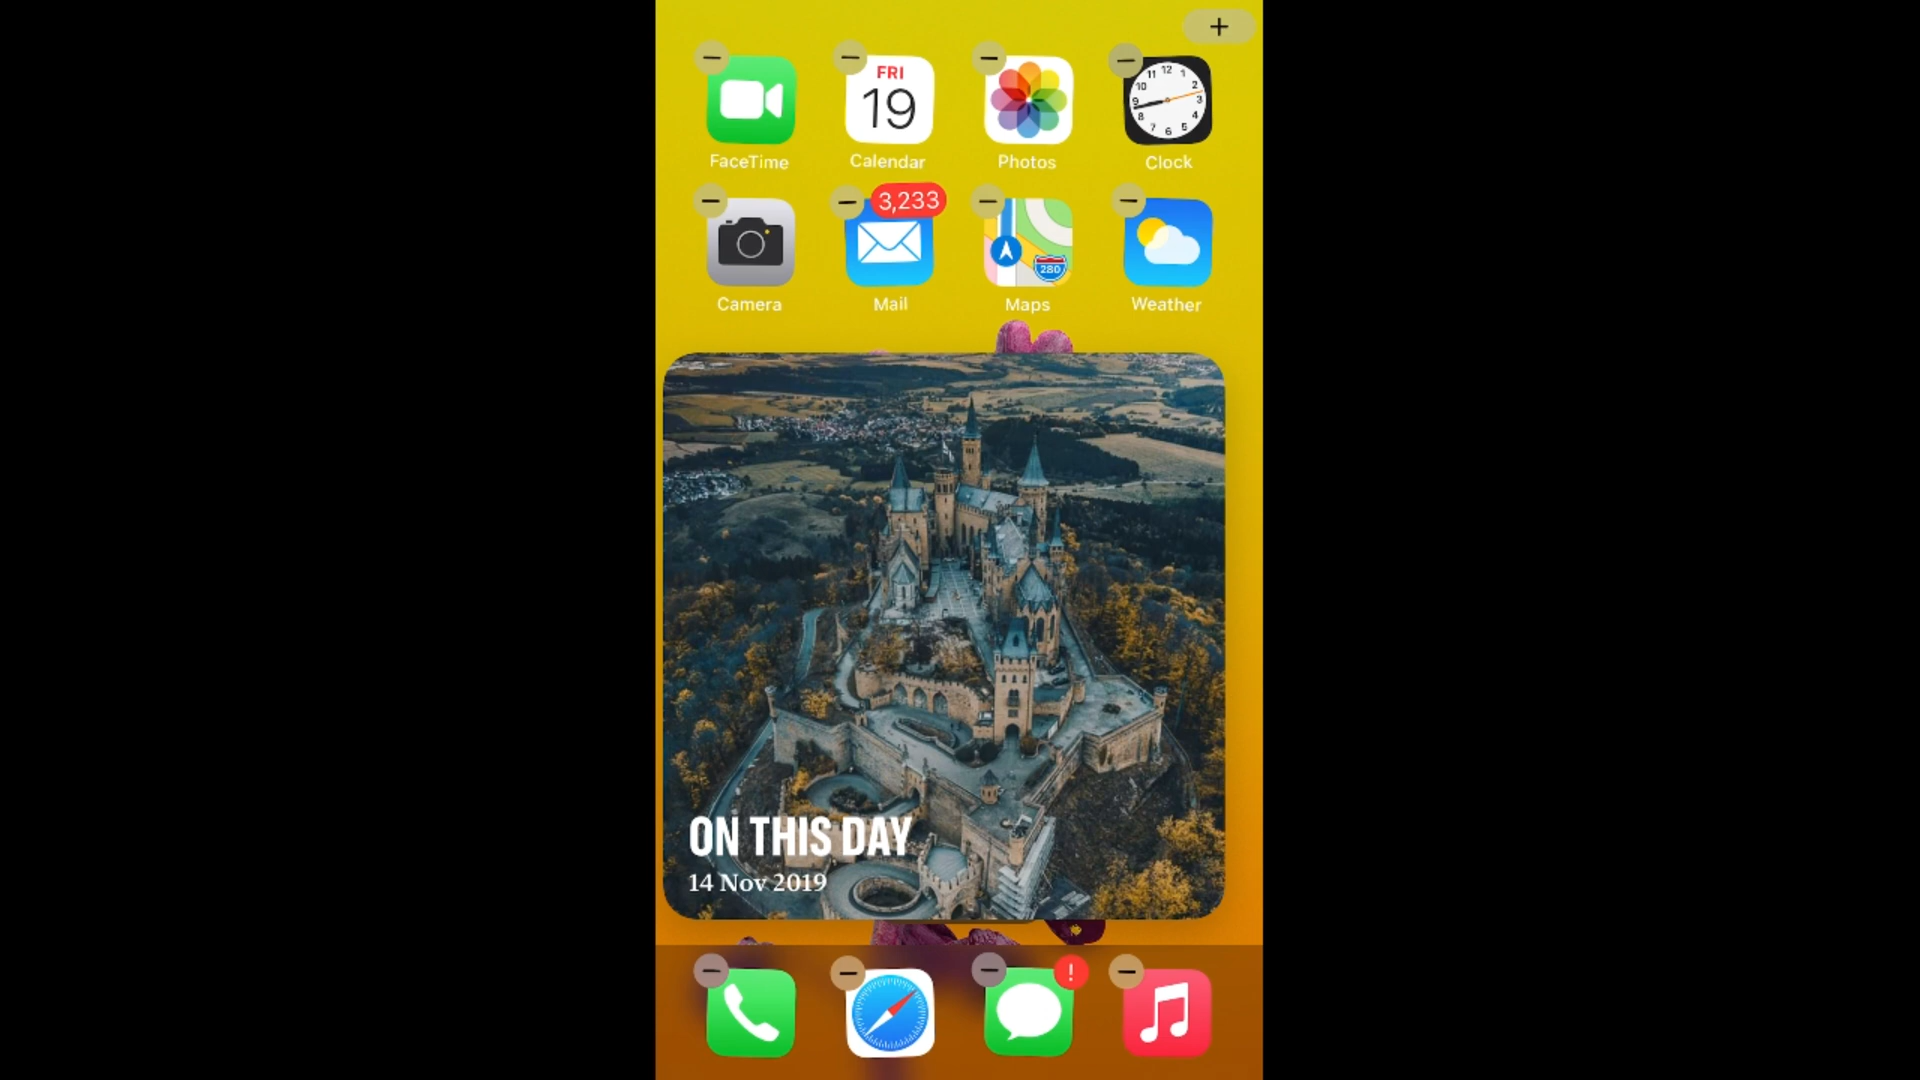 +
FRI
19
FaceTime Calendar Photos Clock
3,233
280
Camera Mail Maps Weather
ON THIS DAY
14 Nov 2019
!